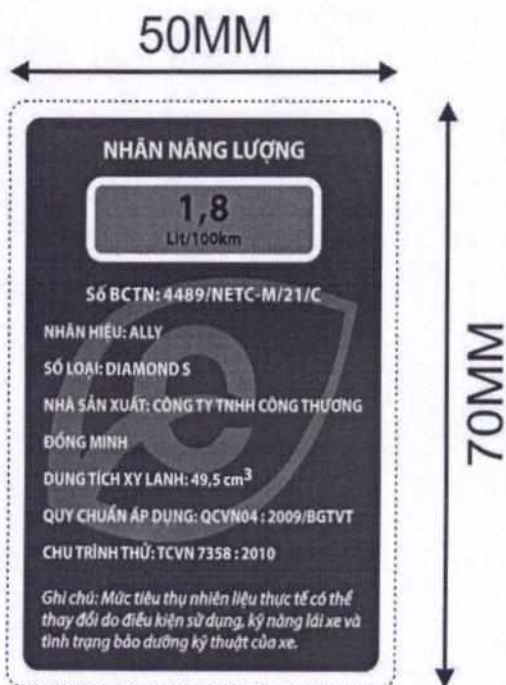 50MM
NHÃN NĂNG LƯỢNG
1,8
Lít/100km
Số BCTN: 4489/NETC-M/21/C
NHÃN HIỆU: ALLY
SỐ LOẠI: DIAMOND S
NHÀ SẢN XUẤT: CÔNG TY TNHH CÔNG THƯƠNG
ĐÔNG MINH
DUNG TÍCH XY LANH: 49,5 cm³
QUY CHUẨN ÁP DỤNG: QCVN04 : 2009/BGTVT
CHU TRÌNH THỬ: TCVN 7358 : 2010
Ghi chú: Mức tiêu thụ nhiên liệu thực tế có thể
thay đổi do điều kiện sử dụng, kỹ năng lái xe và
tình trạng bảo dưỡng kỹ thuật của xe.
70MM